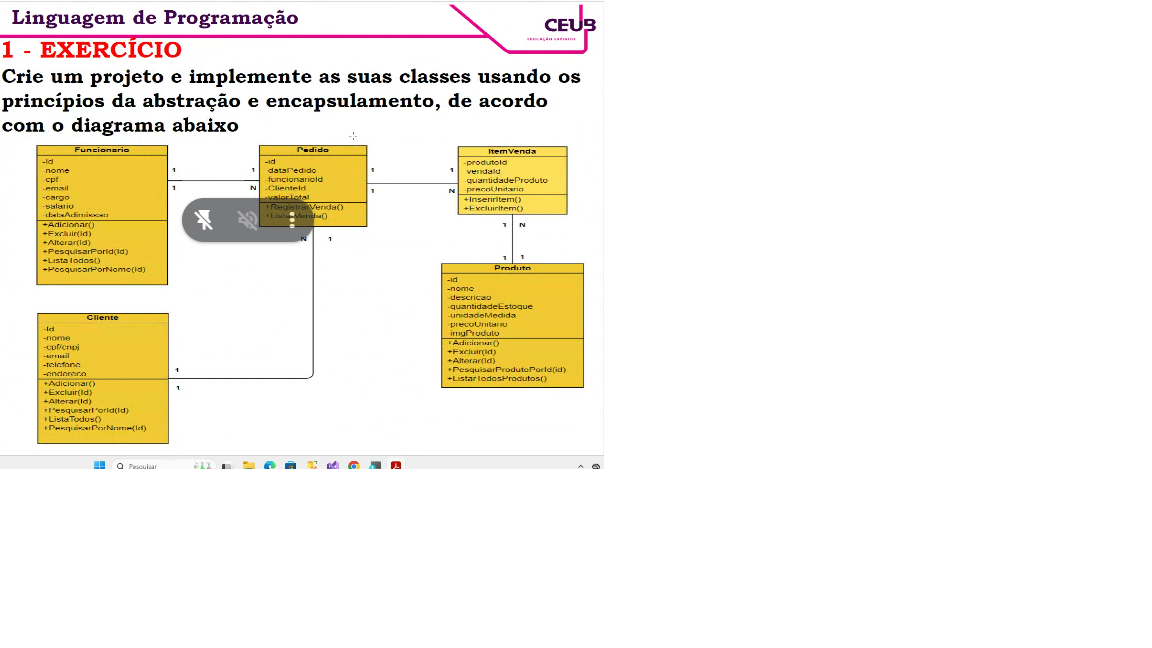 Linguagem de Programação
CEUB
EDUCAÇÃO SUPERIOR
1 - EXERCÍCIO
Crie um projeto e implemente as suas classes usando os
princípios da abstração e encapsulamento, de acordo
com o diagrama abaixo
Funcionario
-Id
nome
-cpf
-email
-cargo
-salario
-dataAdimissao
+Adicionar()
+Excluir(Id)
+Alterar(Id)
+PesquisarPorId(Id)
+ListaTodos()
+PesquisarPorNome(Id)
1
1
1
N
Pedido
-id
dataPedido
-funcionarioId
-ClienteId
-valorTotal
+RegistrarVenda()
N
1
1
1
1
N
ItemVenda
-produtoId
vendaId
quantidadeProduto
precoUnitario
+InserirItem()
+ExcluirItem()
1
N
1
1
Produto
-id
-nome
-descricao
-quantidadeEstoque
-unidadeMedida
-precoUnitario
imgProduto
+Adicionar()
+Excluir(Id)
+Alterar(Id)
+PesquisarProdutoPorId(id)
+ListarTodosProdutos()
Cliente
-Id
-nome
-cpf/cnpj
-email
-telefone
-endereco
+Adicionar()
+Excluir(Id)
+Alterar(Id)
+PesquisarPorId(Id)
+ListaTodos()
+PesquisarPorNome(Id)
1
1
Pesquisar